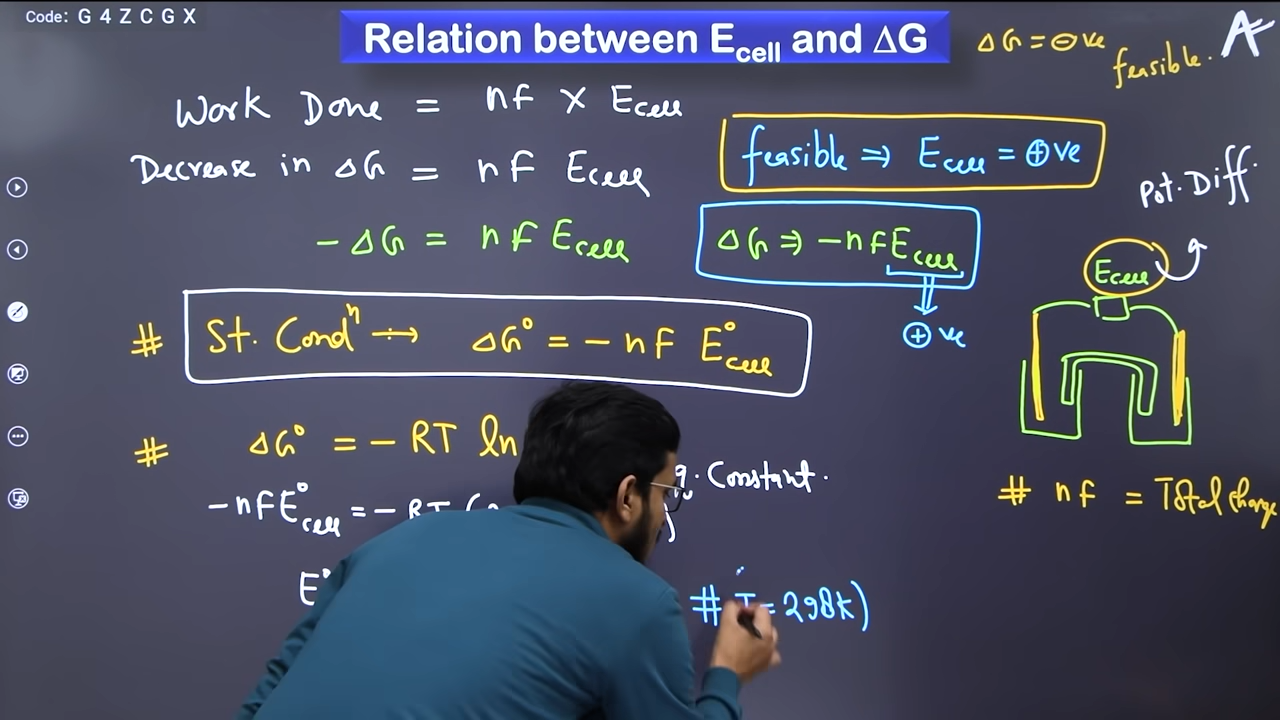 Code: G 4 Z C G X
Relation between E_cell and ΔG
ΔG = ⊖ve
feasible.
Work Done = nF × Ecell
feasible ⇒ Ecell = ⊕ve
Decrease in ΔG = nF Ecell
Pot. Diff.
-ΔG = nF Ecell
ΔG ⇒ -nFEcell
⊕ve
Ecell
# St. Condⁿ → ΔG° = -nF E°cell
# ΔG° = -RT ln
Constant.
# nF = Total charge
-nFE°cell = -RT
E°
# T = 298K)